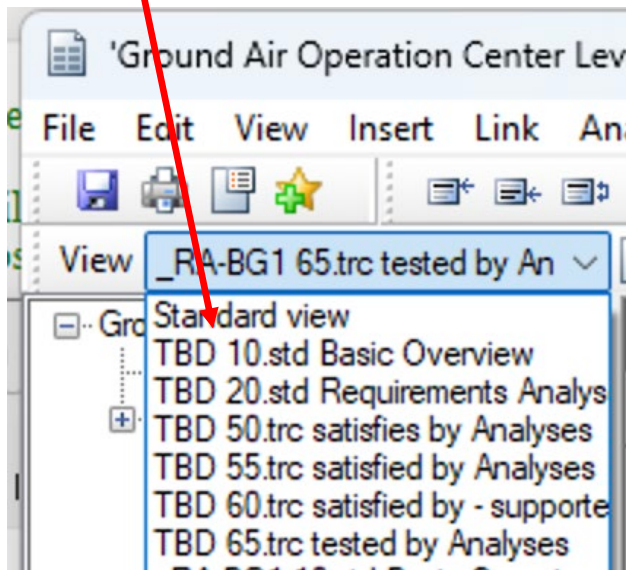 'Ground Air Operation Center Lev
File Edit View Insert Link An
View _RA-BG1 65.trc tested by An
Gro
Standard view
TBD 10.std Basic Overview
TBD 20.std Requirements Analys
TBD 50.trc satisfies by Analyses
TBD 55.trc satisfied by Analyses
TBD 60.trc satisfied by - supporte
TBD 65.trc tested by Analyses